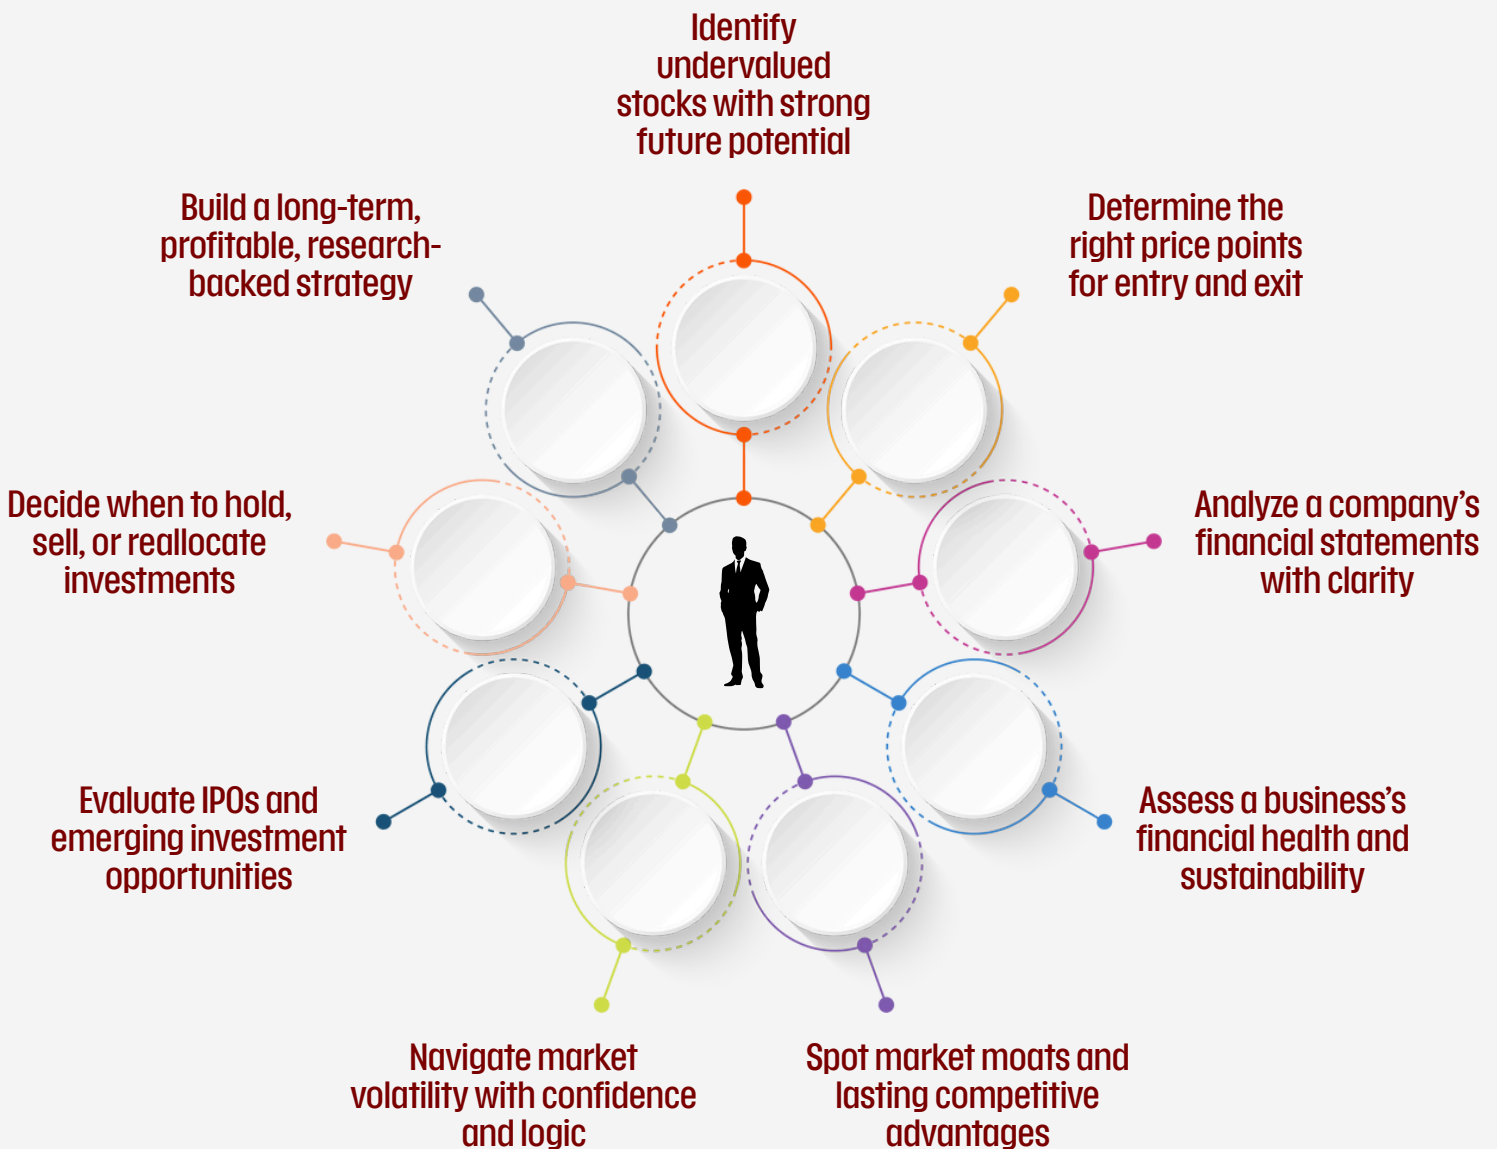 Identify
undervalued
stocks with strong
future potential
Determine the
right price points
for entry and exit
Analyze a company’s
financial statements
with clarity
Assess a business’s
financial health and
sustainability
Spot market moats and
lasting competitive
advantages
Navigate market
volatility with confidence
and logic
Evaluate IPOs and
emerging investment
opportunities
Decide when to hold,
sell, or reallocate
investments
Build a long-term,
profitable, research-
backed strategy